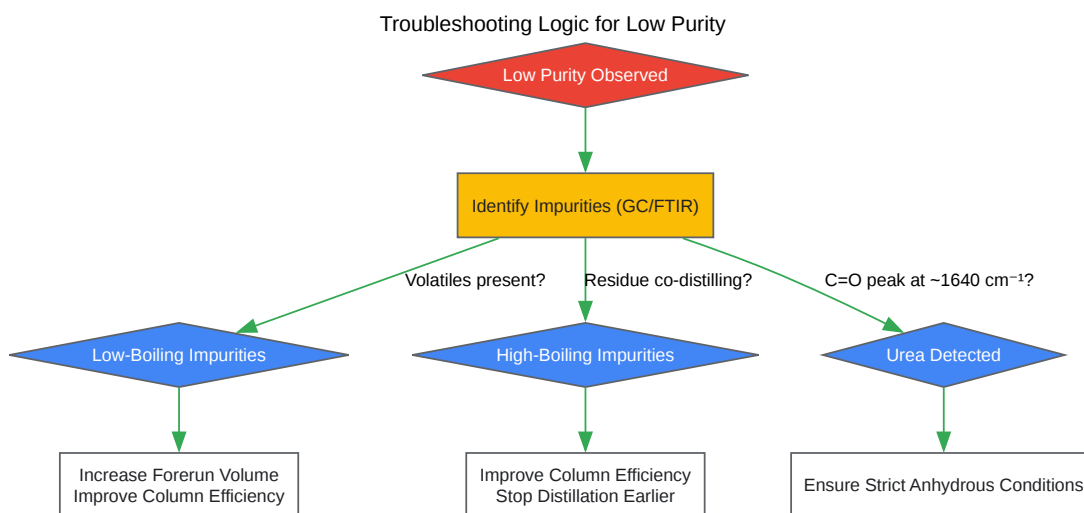 Troubleshooting Logic for Low Purity
Low Purity Observed
Identify Impurities (GC/FTIR)
Volatiles present?
Residue co-distilling?
C=O peak at ~1640 cm⁻¹?
Low-Boiling Impurities
High-Boiling Impurities
Urea Detected
Increase Forerun Volume
Improve Column Efficiency
Improve Column Efficiency
Stop Distillation Earlier
Ensure Strict Anhydrous Conditions